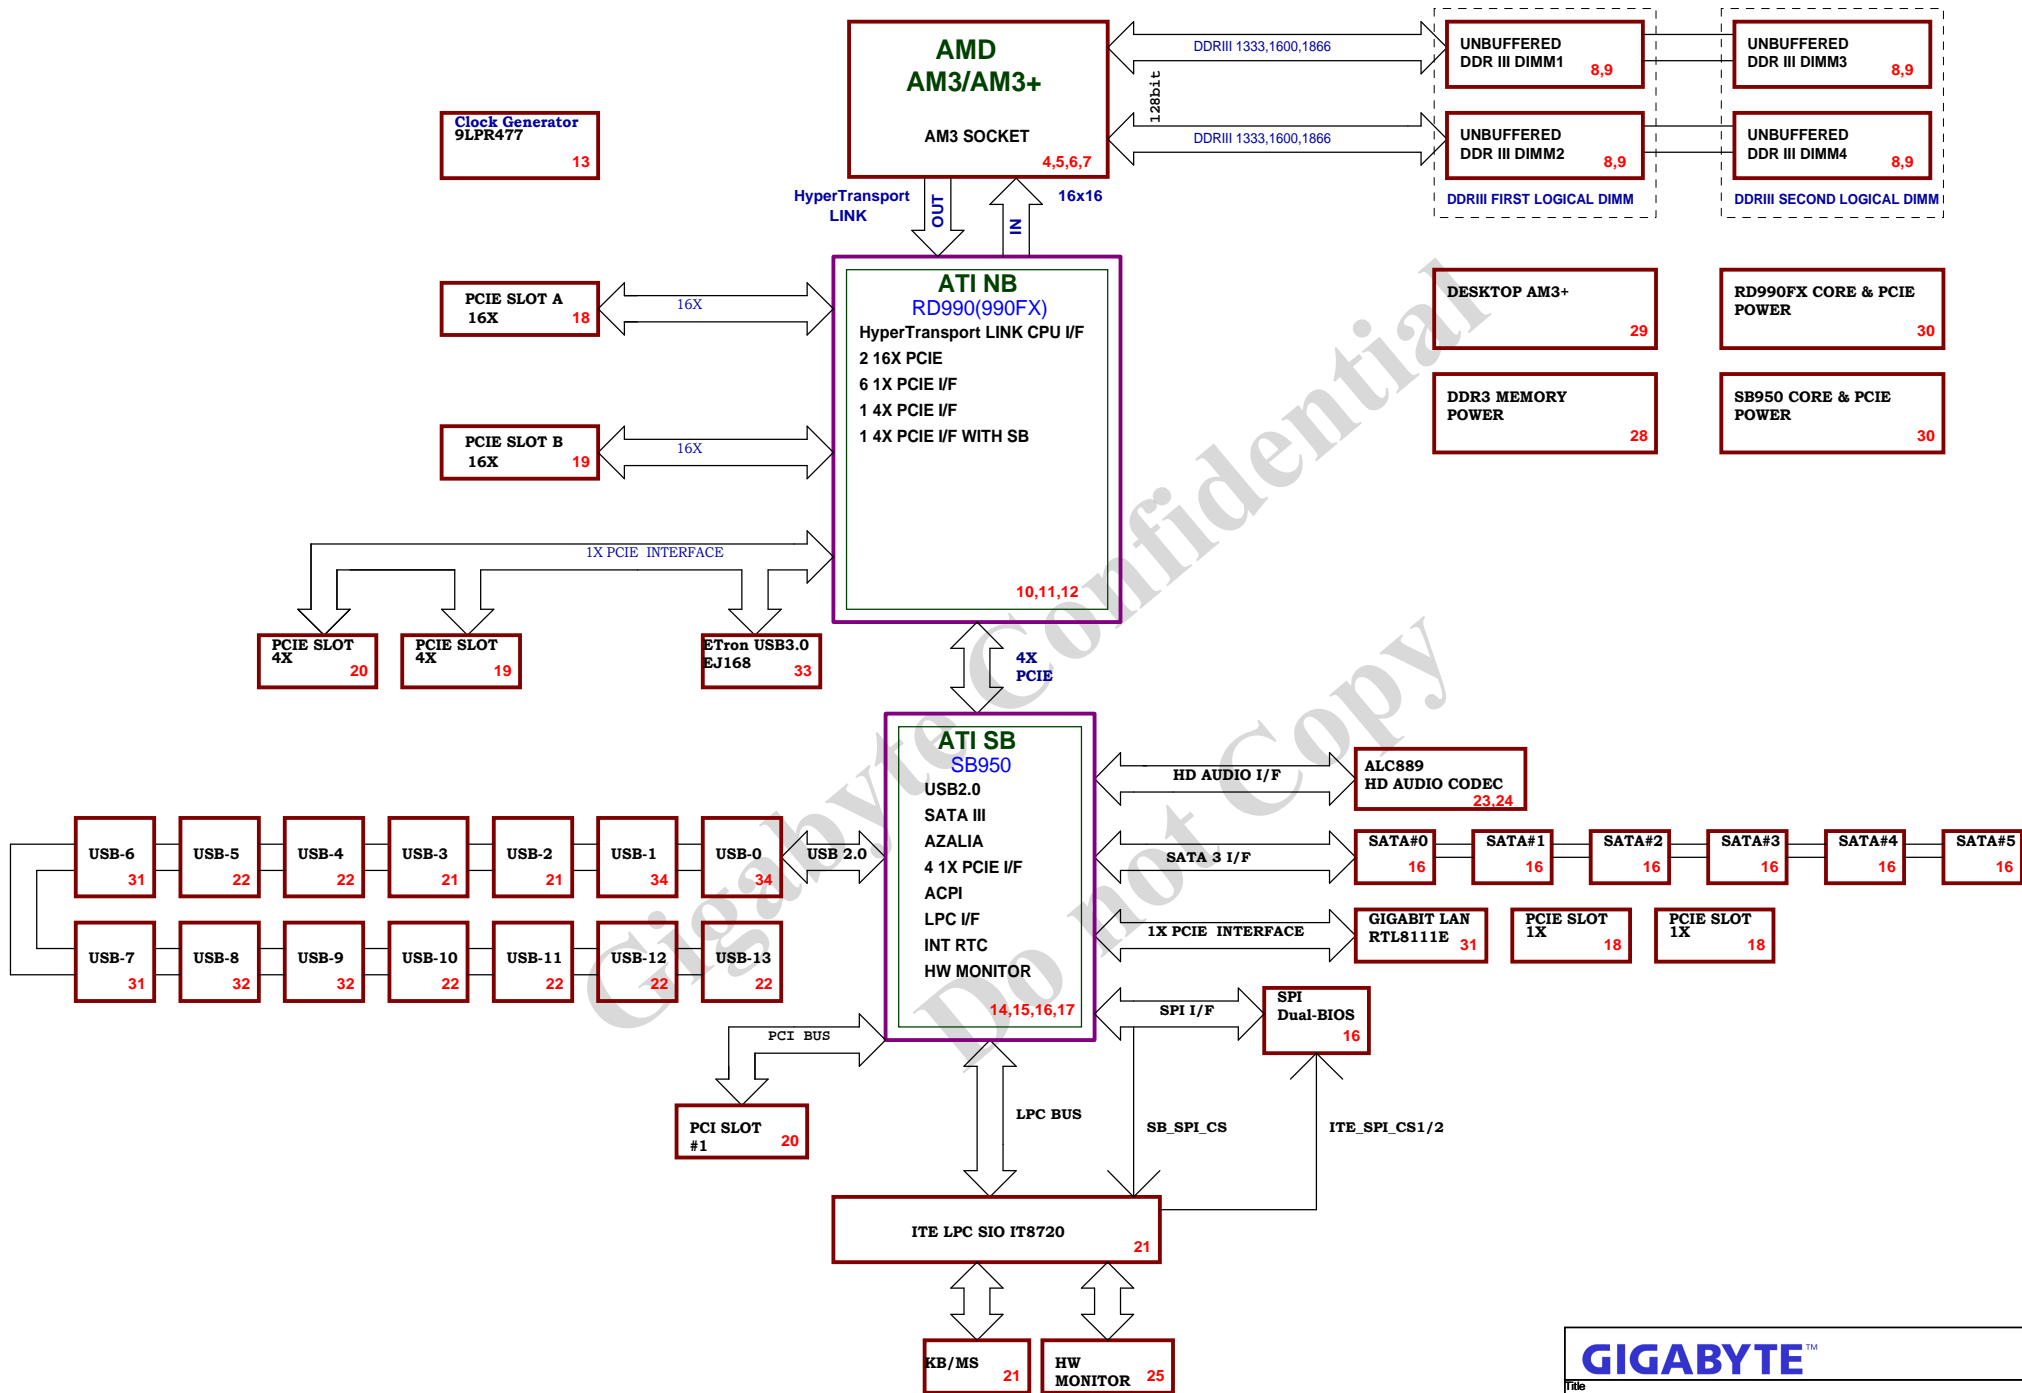 AMD
AM3/AM3+
AM3 SOCKET
4,5,6,7
DDRIII 1333,1600,1866
128bit
DDRIII 1333,1600,1866
UNBUFFERED
DDR III DIMM1
8,9
UNBUFFERED
DDR III DIMM3
8,9
UNBUFFERED
DDR III DIMM2
8,9
UNBUFFERED
DDR III DIMM4
8,9
DDRIII FIRST LOGICAL DIMM
DDRIII SECOND LOGICAL DIMM
Clock Generator
9LPR477
13
HyperTransport
LINK
OUT
IN
16x16
ATI NB
RD990(990FX)
HyperTransport LINK CPU I/F
2 16X PCIE
6 1X PCIE I/F
1 4X PCIE I/F
1 4X PCIE I/F WITH SB
10,11,12
PCIE SLOT A
16X
18
16X
PCIE SLOT B
16X
19
16X
DESKTOP AM3+
29
RD990FX CORE & PCIE
POWER
30
DDR3 MEMORY
POWER
28
SB950 CORE & PCIE
POWER
30
1X PCIE INTERFACE
PCIE SLOT
4X
20
PCIE SLOT
4X
19
ETron USB3.0
EJ168
33
4X
PCIE
ATI SB
SB950
USB2.0
SATA III
AZALIA
4 1X PCIE I/F
ACPI
LPC I/F
INT RTC
HW MONITOR
14,15,16,17
HD AUDIO I/F
ALC889
HD AUDIO CODEC
23,24
USB-6
31
USB-5
22
USB-4
22
USB-3
21
USB-2
21
USB-1
34
USB-0
34
USB 2.0
SATA 3 I/F
SATA#0
16
SATA#1
16
SATA#2
16
SATA#3
16
SATA#4
16
SATA#5
16
USB-7
31
USB-8
32
USB-9
32
USB-10
22
USB-11
22
USB-12
22
USB-13
22
1X PCIE INTERFACE
GIGABIT LAN
RTL8111E
31
PCIE SLOT
1X
18
PCIE SLOT
1X
18
SPI I/F
SPI
Dual-BIOS
16
PCI BUS
PCI SLOT
#1
20
LPC BUS
SB_SPI_CS
ITE_SPI_CS1/2
ITE LPC SIO IT8720
21
KB/MS
21
HW
MONITOR
25
Gigabyte Confidential
Do not Copy
GIGABYTE™
Title